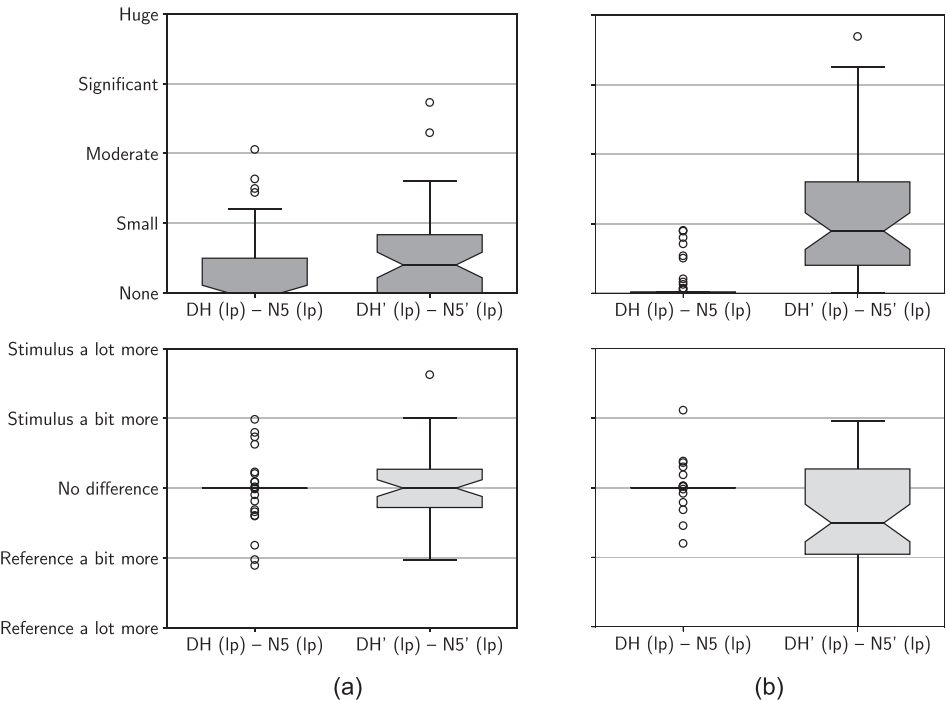 Huge
Significant
Moderate
Small
None
DH (lp) – N5 (lp) DH' (lp) – N5' (lp) DH (lp) – N5 (lp) DH' (lp) – N5' (lp)
Stimulus a lot more
Stimulus a bit more
No difference
Reference a bit more
Reference a lot more
DH (lp) – N5 (lp) DH' (lp) – N5' (lp) DH (lp) – N5 (lp) DH' (lp) – N5' (lp)
(a) (b)